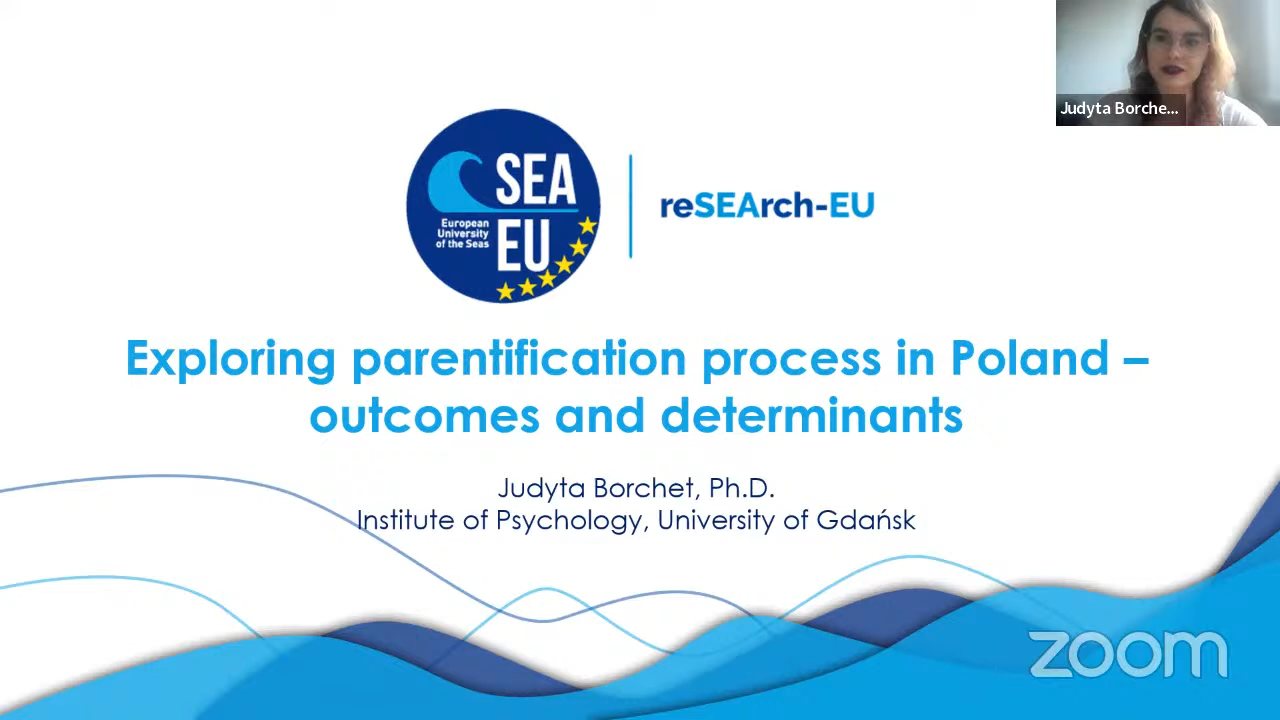 Judyta Borche...
SEA
EU
European
University
of the Seas
reSEArch-EU
Exploring parentification process in Poland –
outcomes and determinants
Judyta Borchet, Ph.D.
Institute of Psychology, University of Gdańsk
zoom